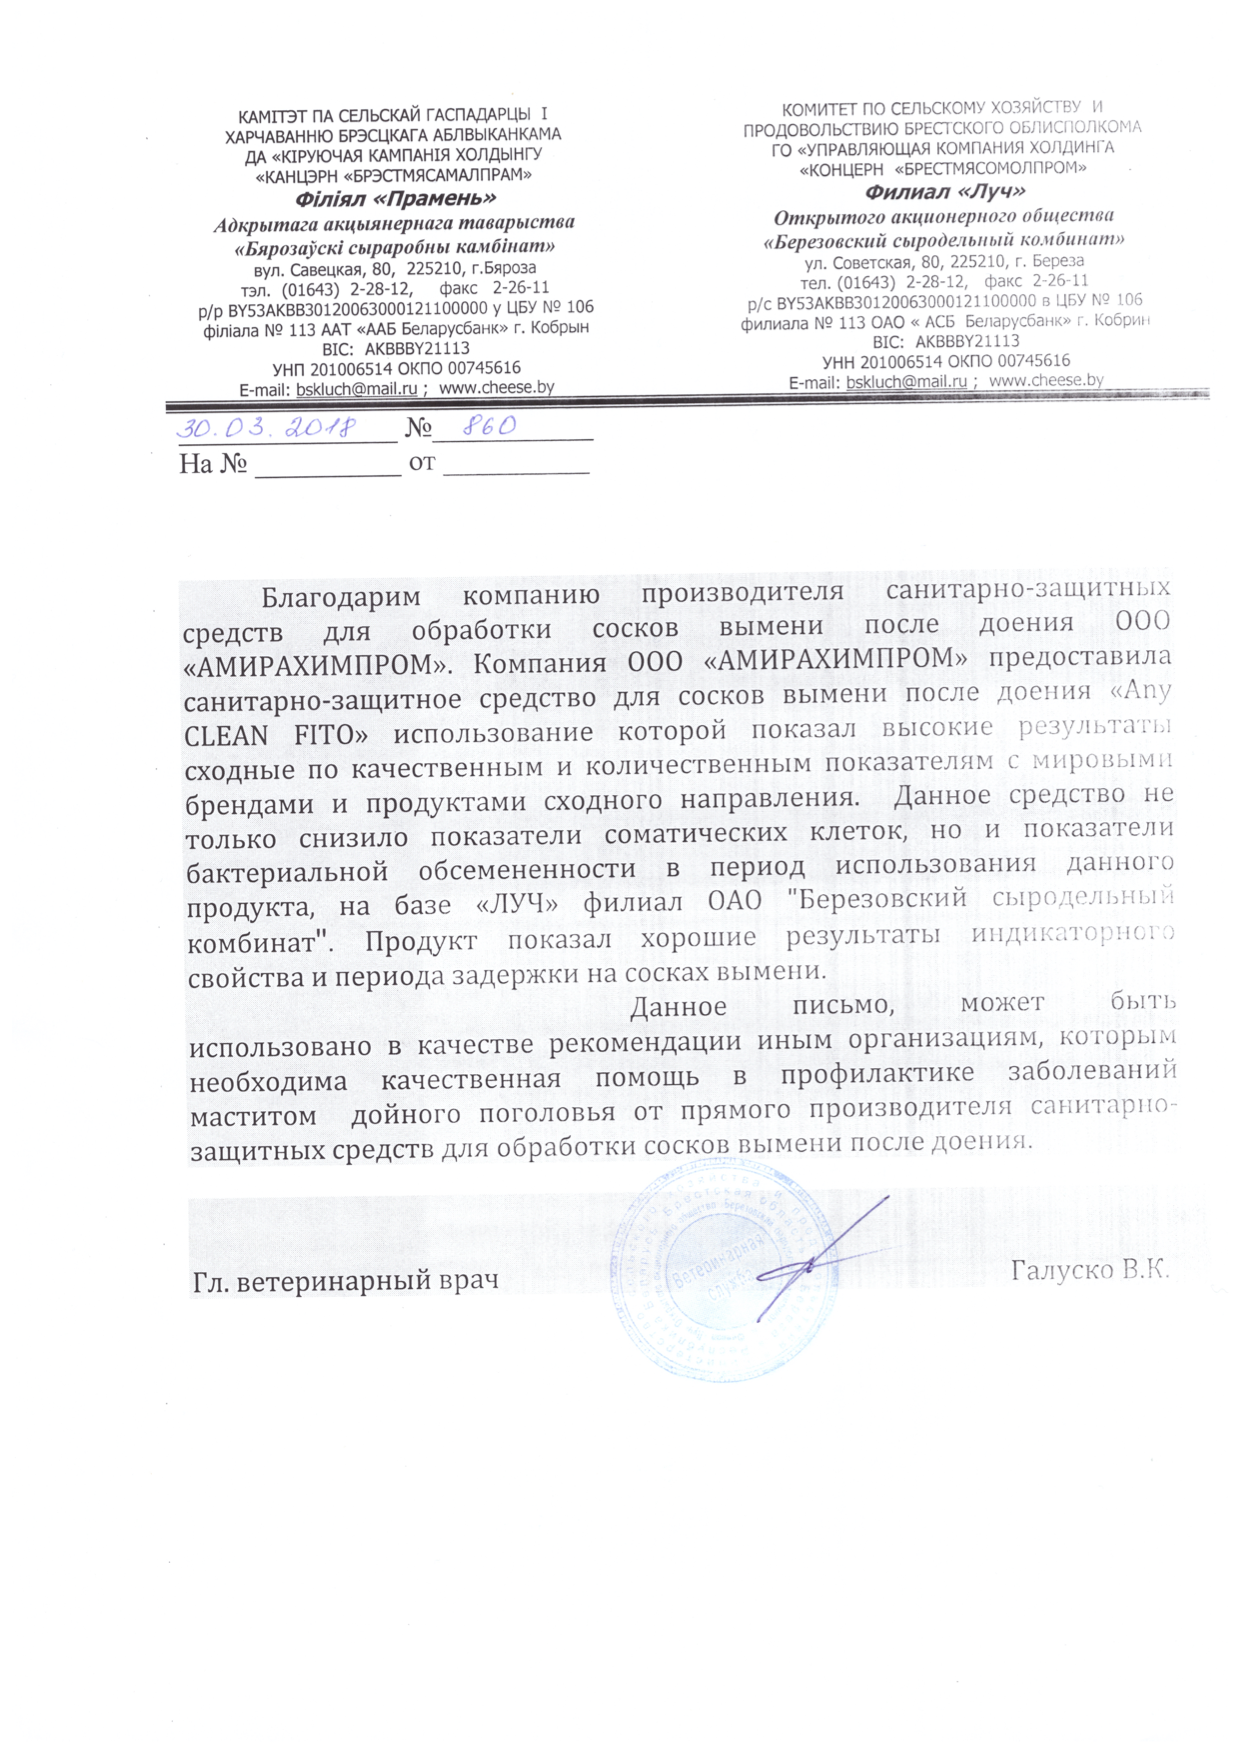 КАМІТЭТ ПА СЕЛЬСКАЙ ГАСПАДАРЦЫ І
ХАРЧАВАННЮ БРЭСЦКАГА АБЛВЫКАНКАМА
ДА «КІРУЮЧАЯ КАМПАНІЯ ХОЛДЫНГУ
«КАНЦЭРН «БРЭСТМЯСАМАЛПРАМ»
Філіял «Прамень»
Адкрытага акцыянернага таварыства
«Бярозаўскі сыраробны камбінат»
вул. Савецкая, 80, 225210, г.Бяроза
тэл. (01643) 2-28-12, факс 2-26-11
р/р BY53AKBB30120063000121100000 у ЦБУ № 106
філіала № 113 ААТ «ААБ Беларусбанк» г. Кобрын
BIC: AKBBBY21113
УНП 201006514 ОКПО 00745616
E-mail: bskluch@mail.ru ; www.cheese.by
КОМИТЕТ ПО СЕЛЬСКОМУ ХОЗЯЙСТВУ И
ПРОДОВОЛЬСТВИЮ БРЕСТСКОГО ОБЛИСПОЛКОМА
ГО «УПРАВЛЯЮЩАЯ КОМПАНИЯ ХОЛДИНГА
«КОНЦЕРН «БРЕСТМЯСОМОЛПРОМ»
Филиал «Луч»
Открытого акционерного общества
«Березовский сыродельный комбинат»
ул. Советская, 80, 225210, г. Береза
тел. (01643) 2-28-12, факс 2-26-11
р/с BY53AKBB30120063000121100000 в ЦБУ № 106
филиала № 113 ОАО « АСБ Беларусбанк» г. Кобрин
BIC: AKBBBY21113
УНН 201006514 ОКПО 00745616
E-mail: bskluch@mail.ru ; www.cheese.by
30.03.2018 № 860
На № ____________ от ____________
Благодарим компанию производителя санитарно-защитных
средств для обработки сосков вымени после доения ООО
«АМИРАХИМПРОМ». Компания ООО «АМИРАХИМПРОМ» предоставила
санитарно-защитное средство для сосков вымени после доения «Any
CLEAN FITO» использование которой показал высокие результаты
сходные по качественным и количественным показателям с мировыми
брендами и продуктами сходного направления. Данное средство не
только снизило показатели соматических клеток, но и показатели
бактериальной обсемененности в период использования данного
продукта, на базе «ЛУЧ» филиал ОАО "Березовский сыродельный
комбинат". Продукт показал хорошие результаты индикаторного
свойства и периода задержки на сосках вымени.
Данное письмо, может быть
использовано в качестве рекомендации иным организациям, которым
необходима качественная помощь в профилактике заболеваний
маститом дойного поголовья от прямого производителя санитарно-
защитных средств для обработки сосков вымени после доения.
Гл. ветеринарный врач
Ветеринарная
служба
Галуско В.К.